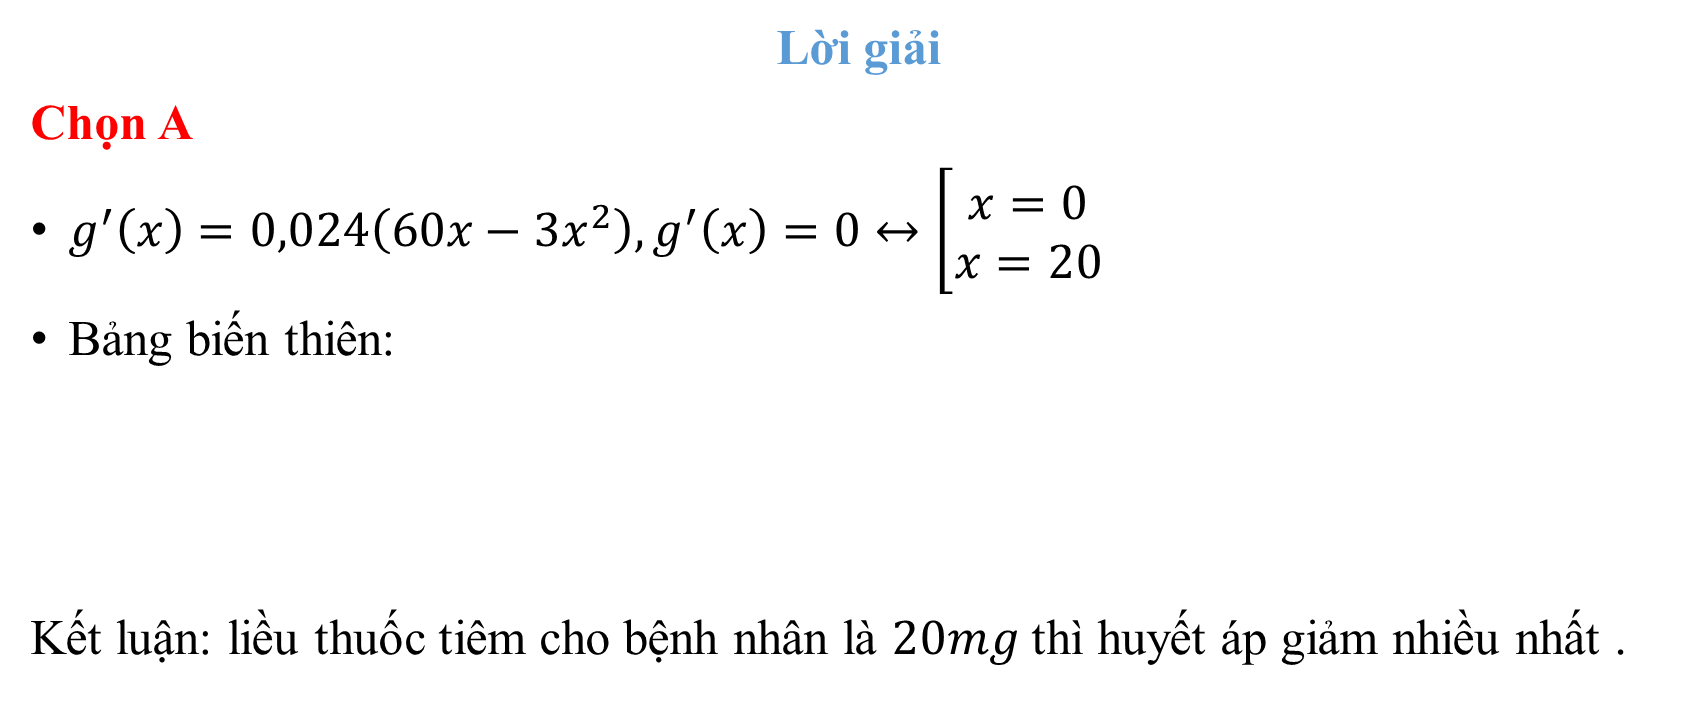 Lời giải
Chọn A
• g′(x) = 0,024(60x − 3x²), g′(x) = 0 ↔ [ x = 0
x = 20
• Bảng biến thiên:
Kết luận: liều thuốc tiêm cho bệnh nhân là 20mg thì huyết áp giảm nhiều nhất .